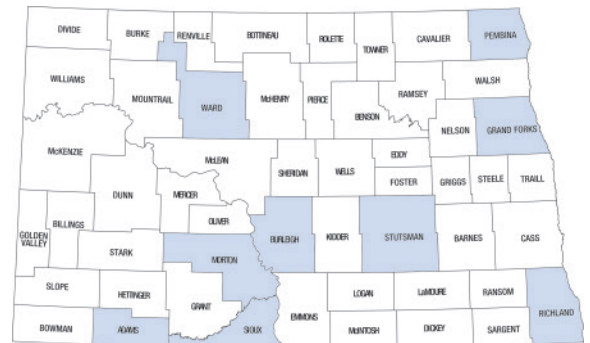 DIVIDE
BURKE
RENVILLE
BOTTINEAU
ROLETTE
TOWNER
CAVALIER
PEMBINA
WILLIAMS
MOUNTRAIL
WARD
McHENRY
PIERCE
BENSON
RAMSEY
WALSH
NELSON
GRAND FORKS
McKENZIE
McLEAN
SHERIDAN
WELLS
EDDY
FOSTER
GRIGGS
STEELE
TRAILL
DUNN
MERCER
OLIVER
GOLDEN
VALLEY
BILLINGS
STARK
MORTON
BURLEIGH
KIDDER
STUTSMAN
BARNES
CASS
SLOPE
HETTINGER
GRANT
EMMONS
LOGAN
LaMOURE
RANSOM
RICHLAND
BOWMAN
ADAMS
SIOUX
McINTOSH
DICKEY
SARGENT